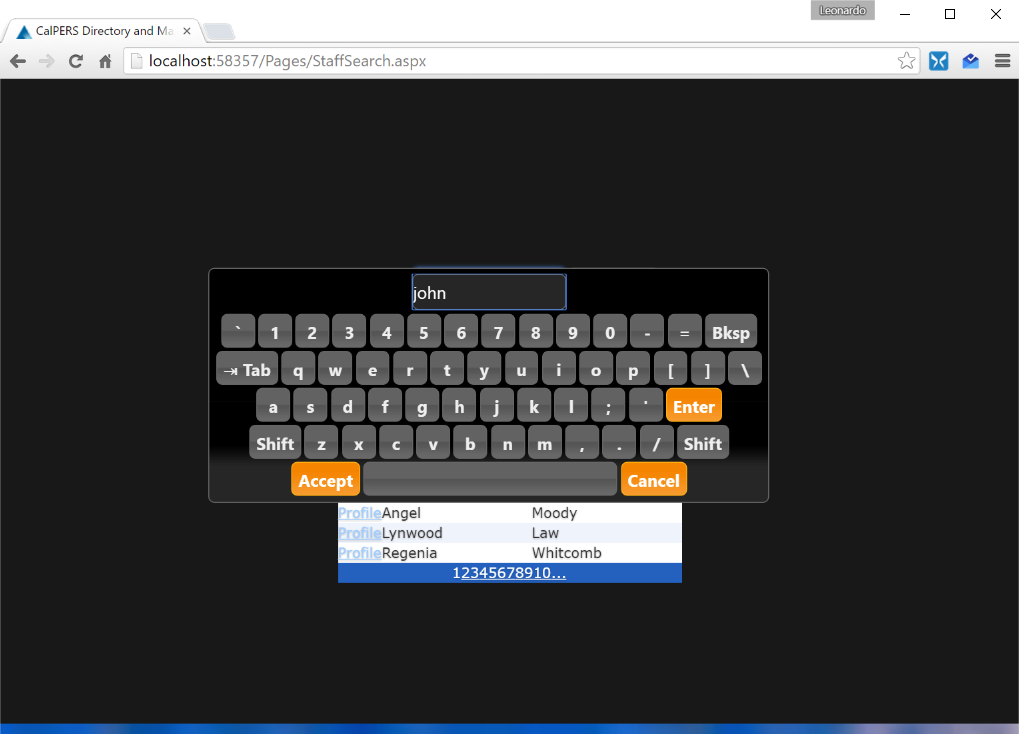 Leonardo
CalPERS Directory and Ma
localhost:58357/Pages/StaffSearch.aspx
john
` 1 2 3 4 5 6 7 8 9 0 - = Bksp
⇥ Tab q w e r t y u i o p [ ] \
a s d f g h j k l ; ' Enter
Shift z x c v b n m , . / Shift
Accept Cancel
Profile Angel Moody
Profile Lynwood Law
Profile Regenia Whitcomb
12345678910...